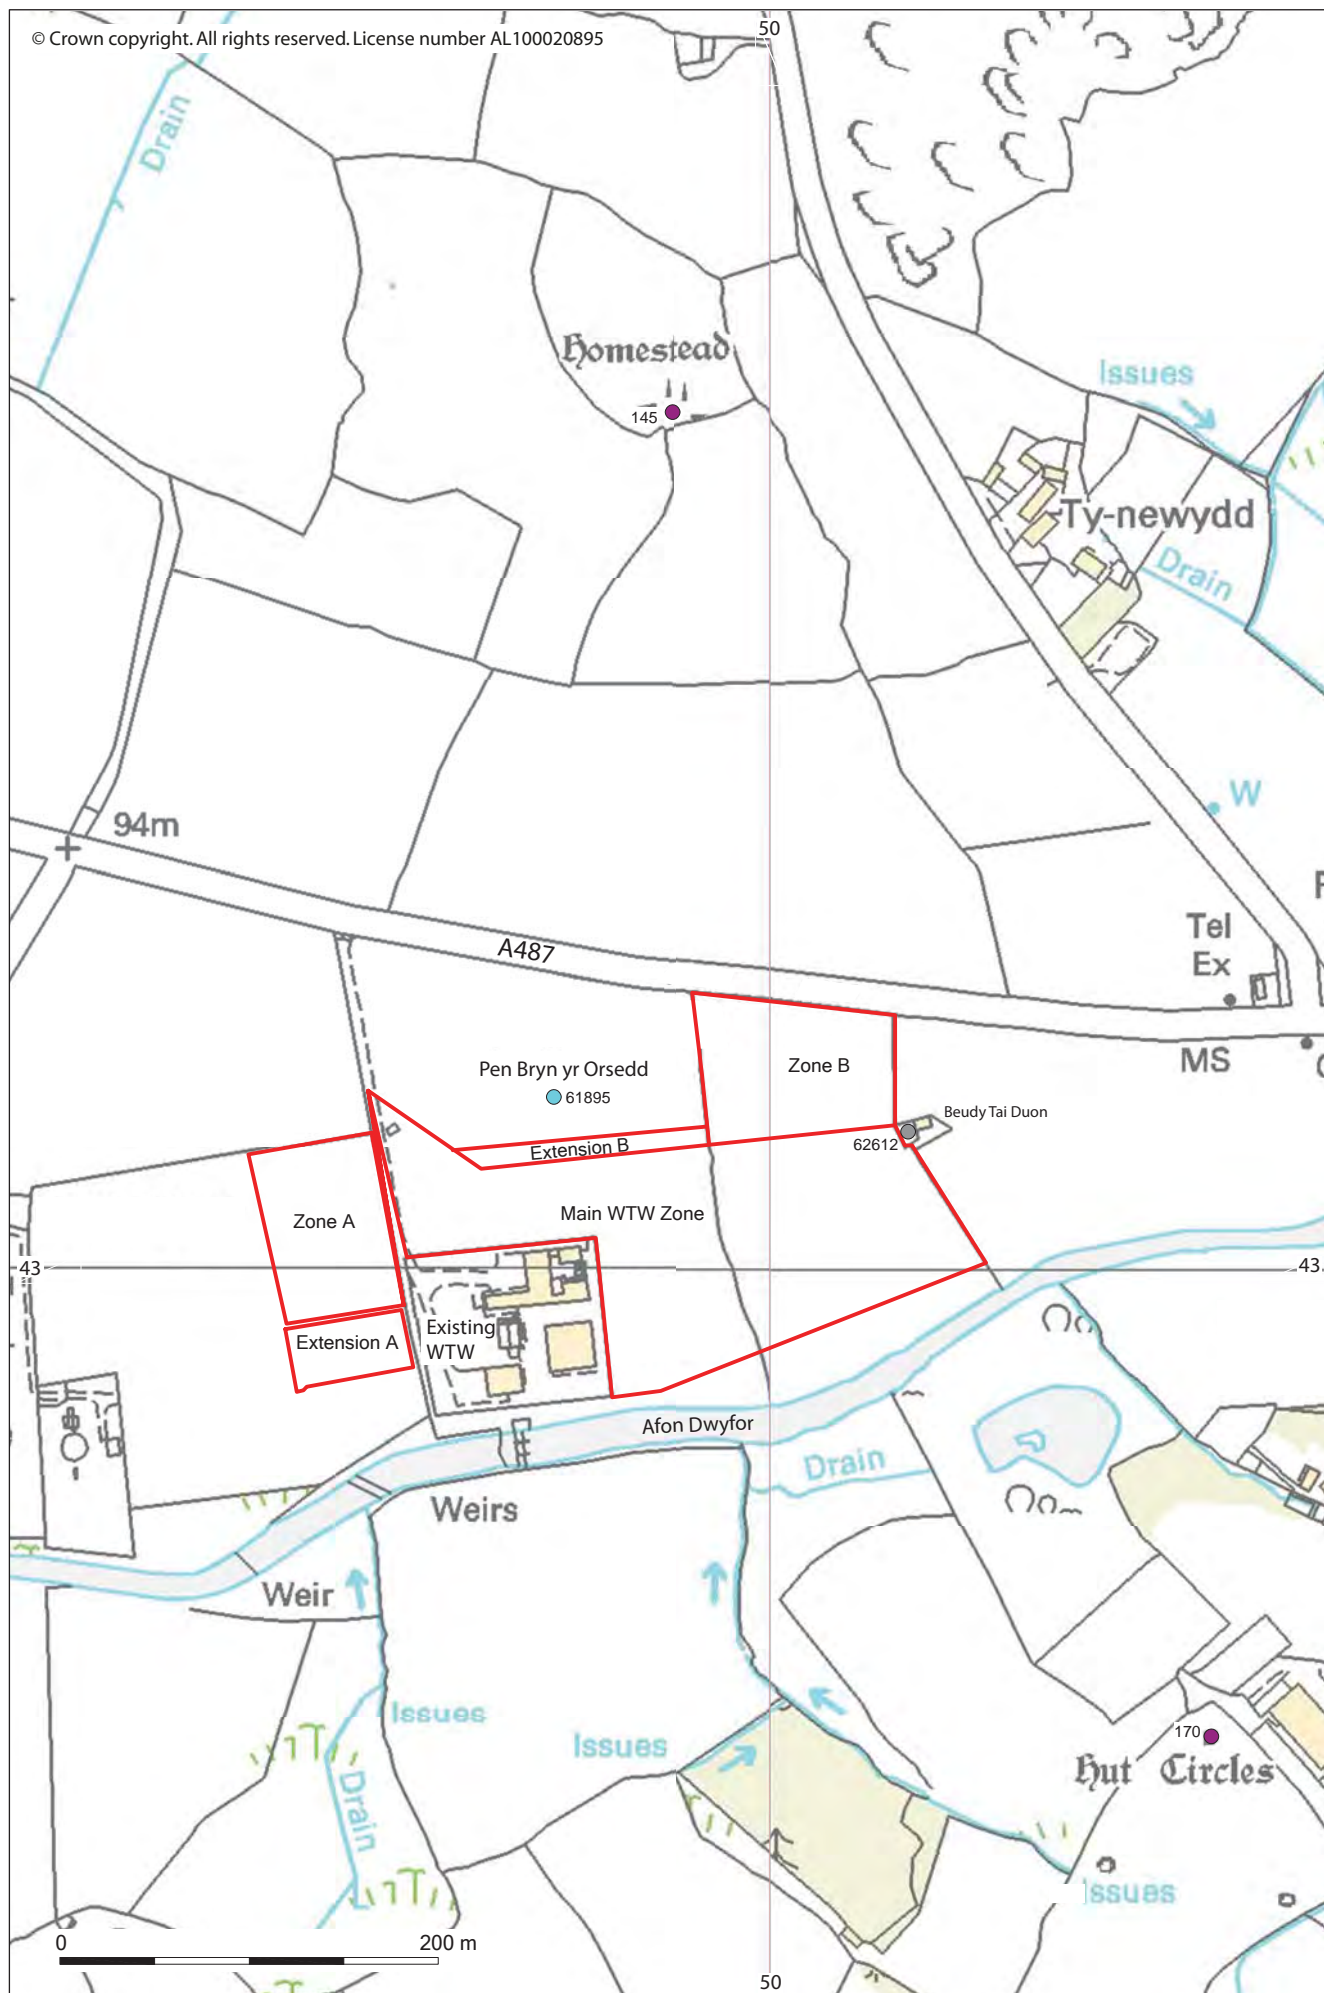 50
© Crown copyright. All rights reserved. License number AL100020895
Drain
Homestead
145
Issues
Ty-newydd
Drain
W
94m
Tel
Ex
A487
MS
Zone B
Pen Bryn yr Orsedd
61895
Beudy Tai Duon
62612
Extension B
Zone A
Main WTW Zone
43
43
Existing
WTW
Extension A
Afon Dwyfor
Drain
Weirs
Weir
Issues
Issues
170
Hut Circles
Drain
Issues
0
200 m
50